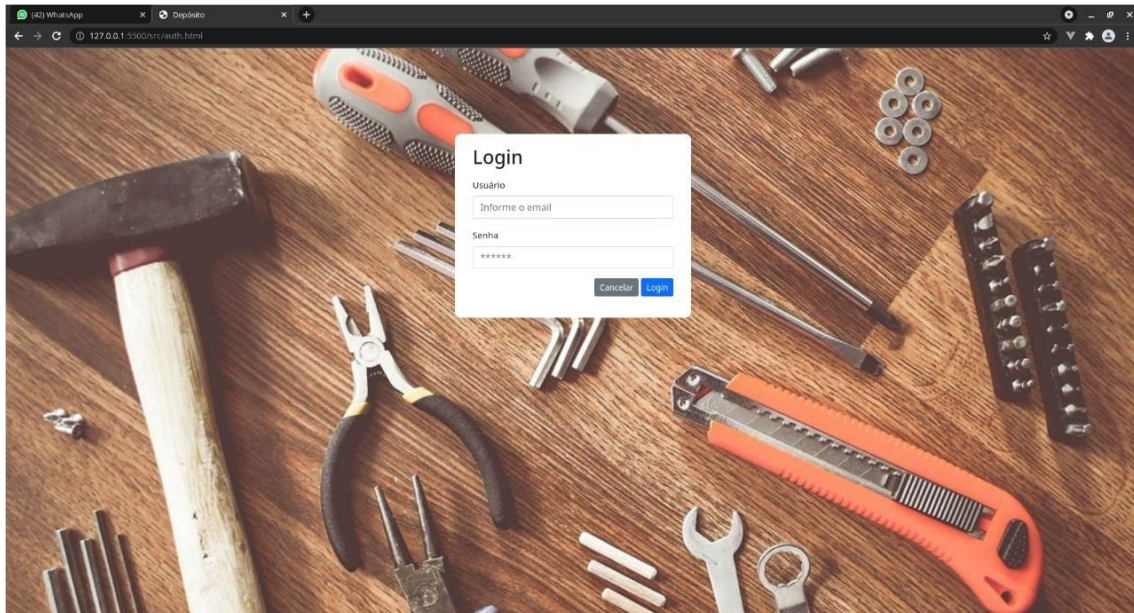 (42) WhatsApp
Depósito
127.0.0.1:5500/src/auth.html
Login
Usuário
Informe o email
Senha
******
Cancelar
Login